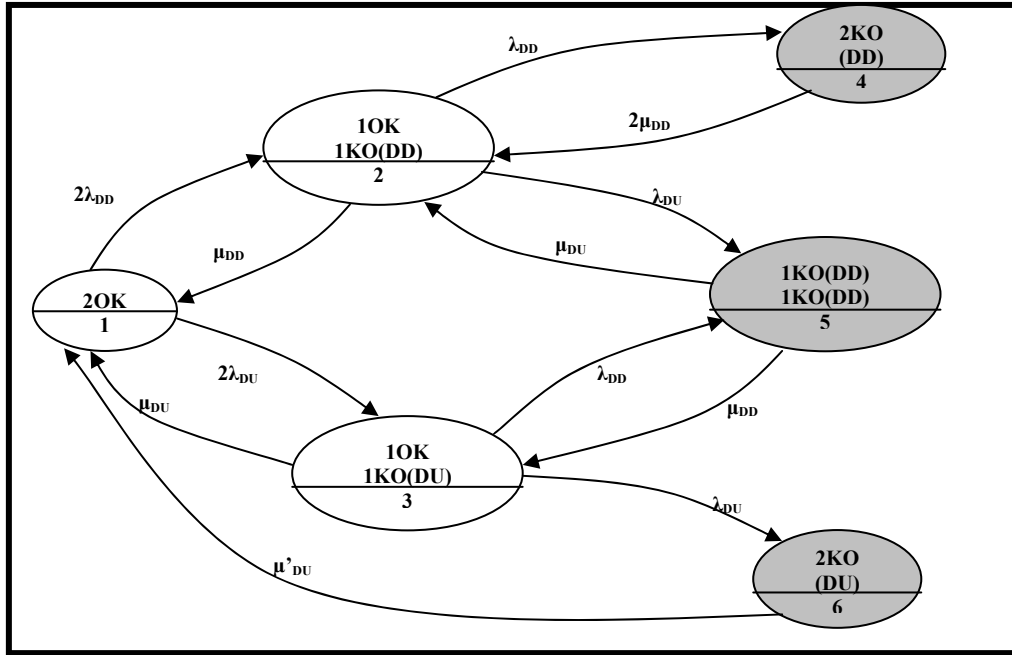 λDD
2KO
(DD)
4
2μDD
1OK
1KO(DD)
2
2λDD
λDU
μDD
μDU
1KO(DD)
1KO(DD)
5
2OK
1
2λDU
λDD
μDU
μDD
1OK
1KO(DU)
3
λDU
2KO
(DU)
6
μ’DU